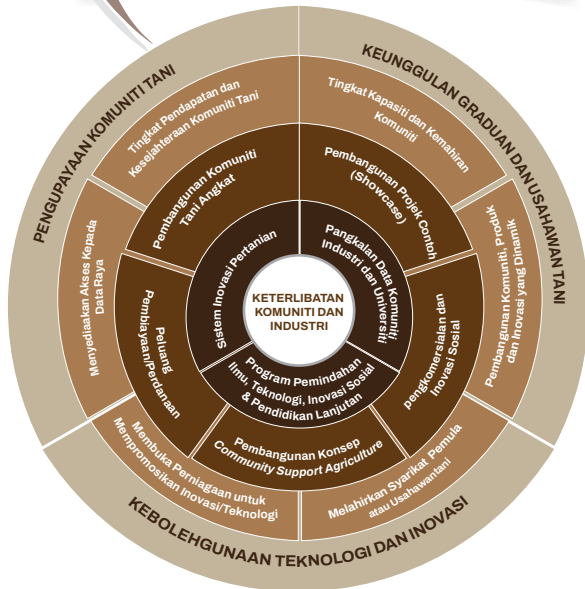 PENGUPAYAAN KOMUNITI TANI
KEUNGGULAN GRADUAN DAN USAHAWAN TANI
KEBOLEHGUNAAN TEKNOLOGI DAN INOVASI
Tingkat Pendapatan dan
Kesejahteraan Komuniti Tani
Tingkat Kapasiti dan Kemahiran
Komuniti
Pembangunan Komuniti, Produk
dan Inovasi yang Dinamik
Melahirkan Syarikat Pemula
atau Usahawantani
Membuka Perniagaan untuk
Mempromosikan Inovasi/Teknologi
Menyediaakan Akses Kepada
Data Raya
Pembangunan Komuniti
Tani Angkat
Pembangunan Projek Contoh
(Showcase)
pengkomersialan dan
Inovasi Sosial
Pembangunan Konsep
Community Support Agriculture
Peluang
Pembiayaan/Perdanaan
Sistem Inovasi Pertanian
Pangkalan Data Komuniti
Industri dan Universiti
Program Pemindahan
Ilmu, Teknologi, Inovasi Sosial
& Pendidikan Lanjutan
KETERLIBATAN
KOMUNITI DAN
INDUSTRI